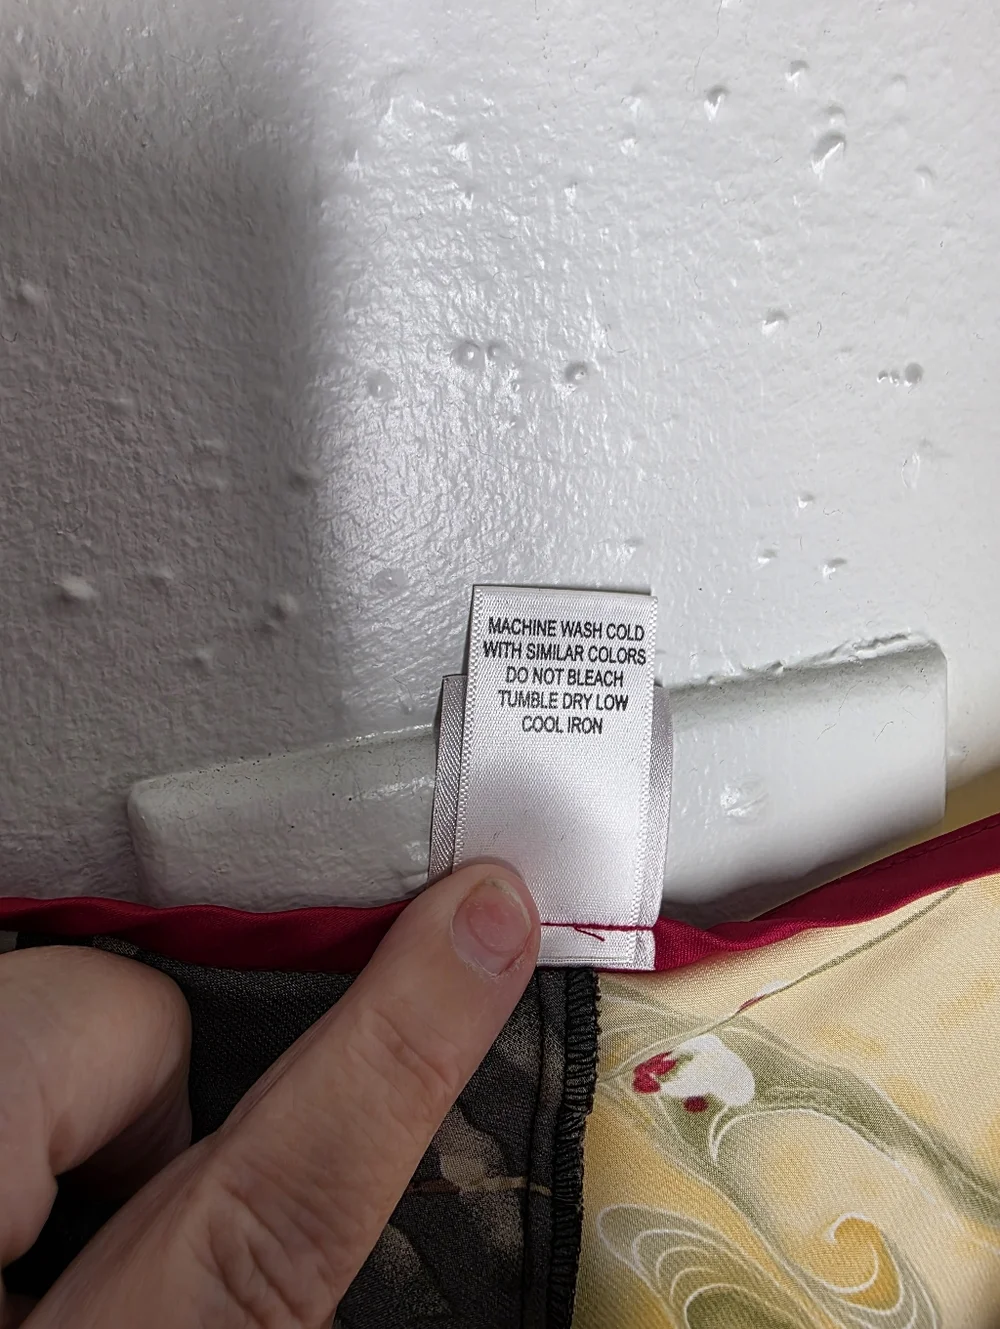 MACHINE WASH COLD
WITH SIMILAR COLORS
DO NOT BLEACH
TUMBLE DRY LOW
COOL IRON